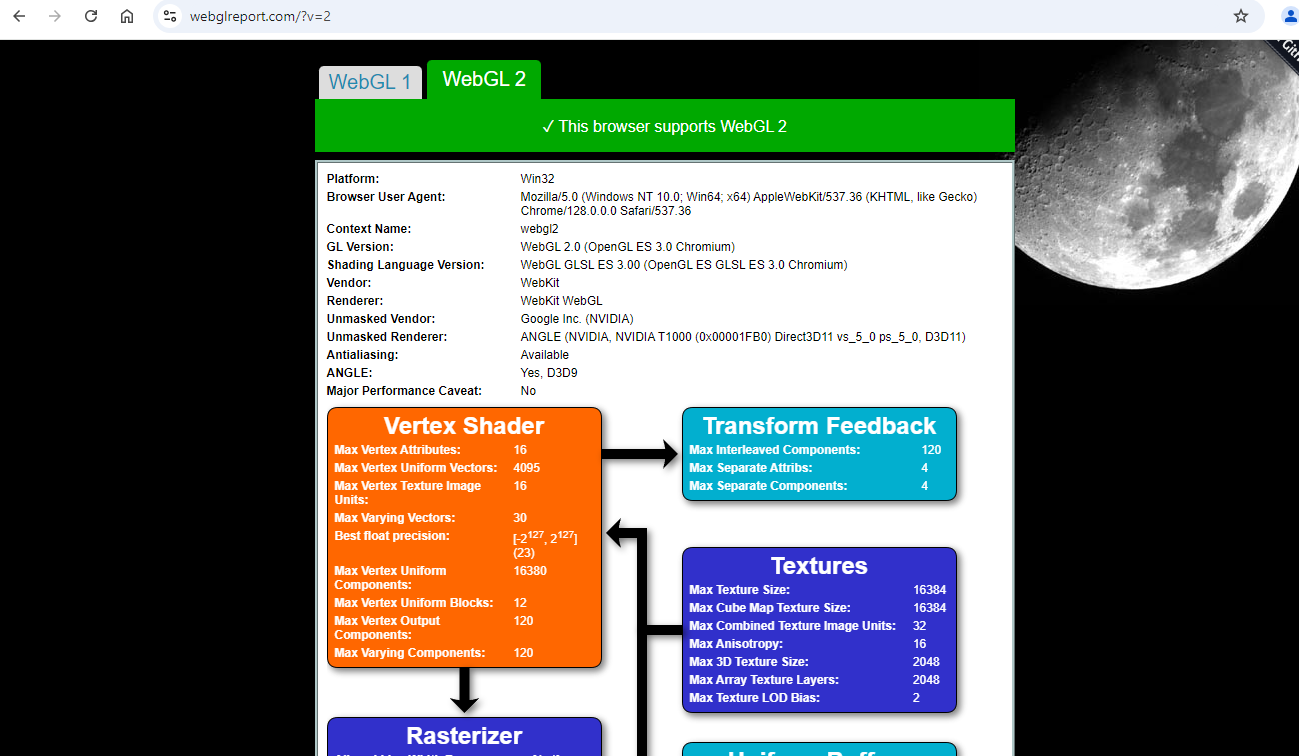 webglreport.com/?v=2
WebGL 1
WebGL 2
✓ This browser supports WebGL 2
Platform: Win32
Browser User Agent: Mozilla/5.0 (Windows NT 10.0; Win64; x64) AppleWebKit/537.36 (KHTML, like Gecko)
Chrome/128.0.0.0 Safari/537.36
Context Name: webgl2
GL Version: WebGL 2.0 (OpenGL ES 3.0 Chromium)
Shading Language Version: WebGL GLSL ES 3.00 (OpenGL ES GLSL ES 3.0 Chromium)
Vendor: WebKit
Renderer: WebKit WebGL
Unmasked Vendor: Google Inc. (NVIDIA)
Unmasked Renderer: ANGLE (NVIDIA, NVIDIA T1000 (0x00001FB0) Direct3D11 vs_5_0 ps_5_0, D3D11)
Antialiasing: Available
ANGLE: Yes, D3D9
Major Performance Caveat: No
Vertex Shader
Max Vertex Attributes: 16
Max Vertex Uniform Vectors: 4095
Max Vertex Texture Image 16
Units:
Max Varying Vectors: 30
Best float precision: [-2^127, 2^127]
(23)
Max Vertex Uniform 16380
Components:
Max Vertex Uniform Blocks: 12
Max Vertex Output 120
Components:
Max Varying Components: 120
Transform Feedback
Max Interleaved Components: 120
Max Separate Attribs: 4
Max Separate Components: 4
Textures
Max Texture Size: 16384
Max Cube Map Texture Size: 16384
Max Combined Texture Image Units: 32
Max Anisotropy: 16
Max 3D Texture Size: 2048
Max Array Texture Layers: 2048
Max Texture LOD Bias: 2
Rasterizer